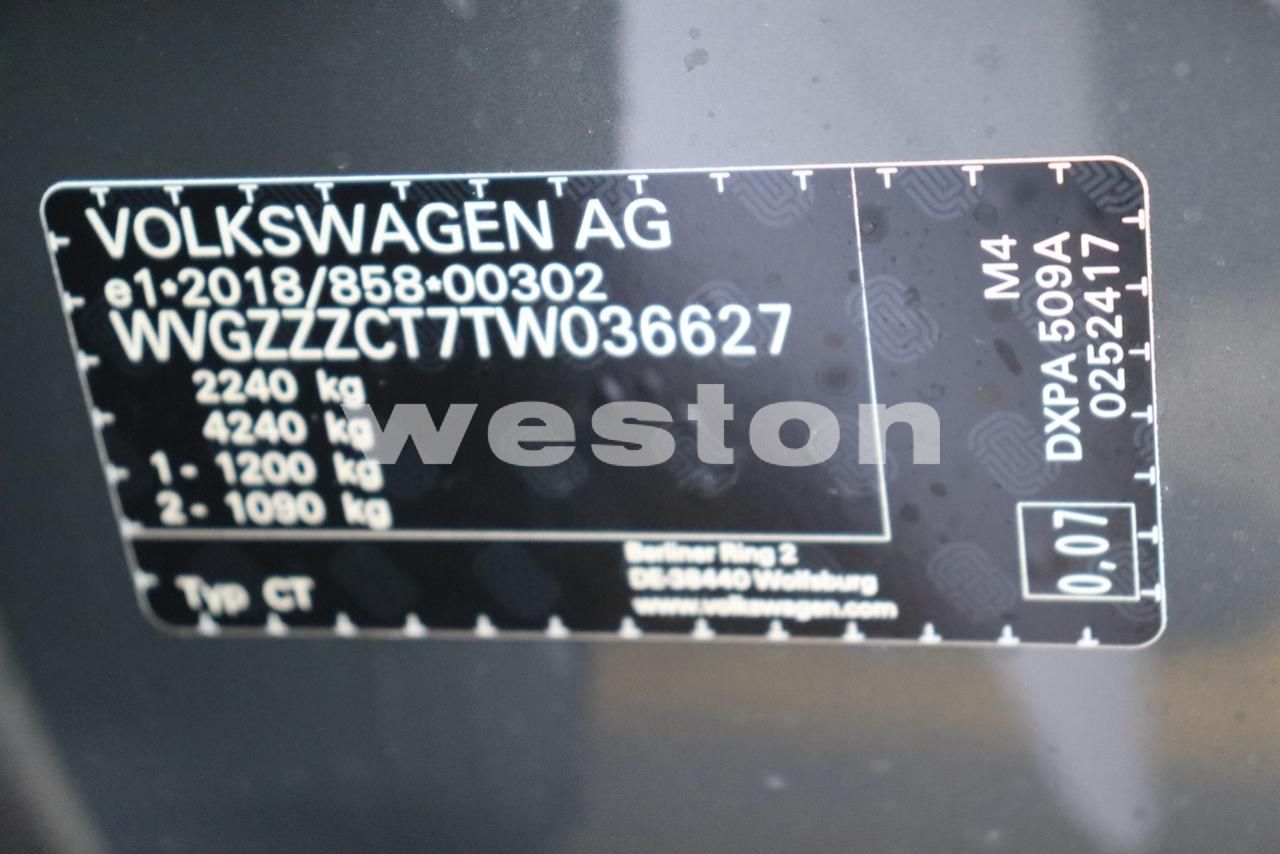 VOLKSWAGEN AG
e1*2018/858*00302
WVGZZZCT7TW036627
2240 kg
4240 kg
1- 1200 kg
2- 1090 kg
Typ CT
Berliner Ring 2
DE-38440 Wolfsburg
www.volkswagen.com
M4
DXPA 509A
0252417
0,07
weston